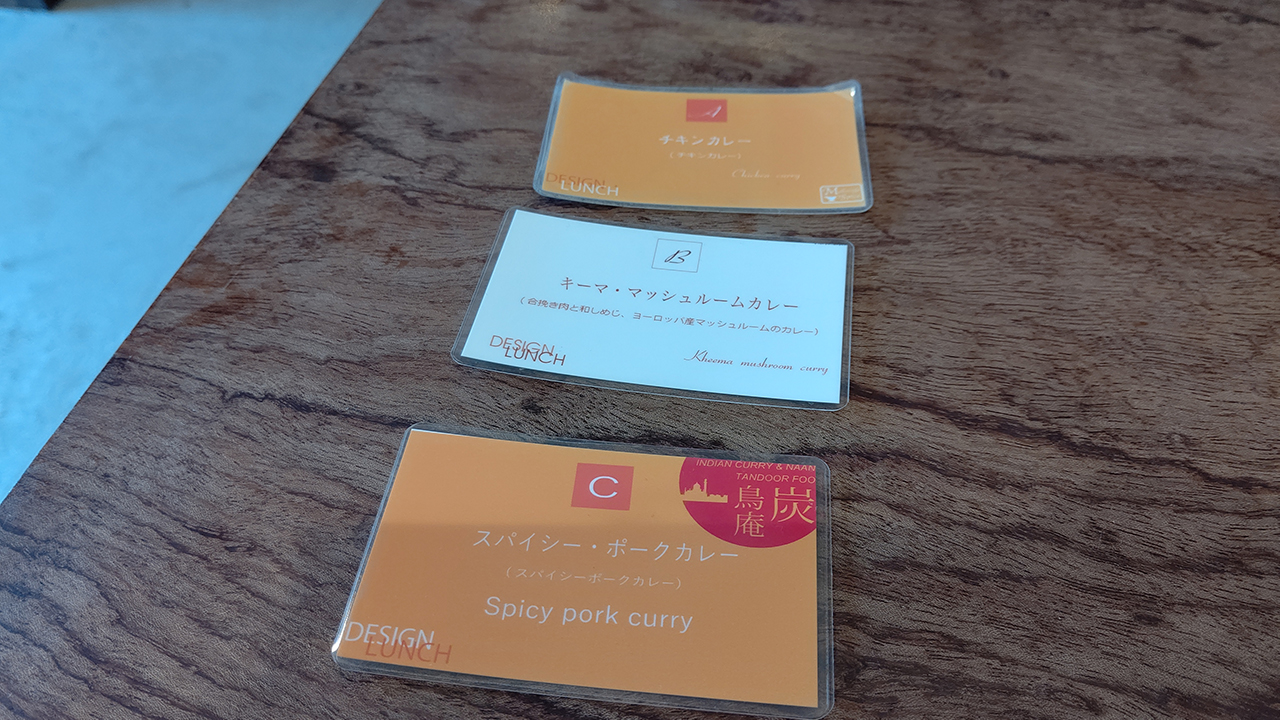 A
チキンカレー
(チキンカレー)
Chicken curry
DESIGN
LUNCH
B
キーマ・マッシュルームカレー
(合挽き肉と和しめじ、ヨーロッパ産マッシュルームのカレー)
Kheema mushroom curry
DESIGN
LUNCH
INDIAN CURRY & NAAN
TANDOOR FOO
炭
鳥
庵
C
スパイシー・ポークカレー
(スパイシーポークカレー)
Spicy pork curry
DESIGN
LUNCH